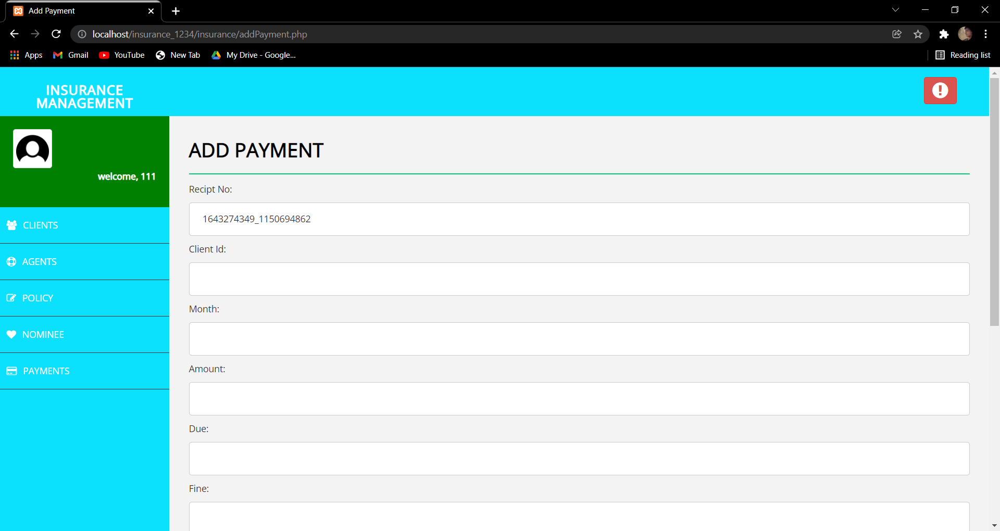 Add Payment
localhost/insurance_1234/insurance/addPayment.php
Apps Gmail YouTube New Tab My Drive - Google... Reading list
INSURANCE
MANAGEMENT
welcome, 111
CLIENTS
AGENTS
POLICY
NOMINEE
PAYMENTS
ADD PAYMENT
Recipt No:
1643274349_1150694862
Client Id:
Month:
Amount:
Due:
Fine: